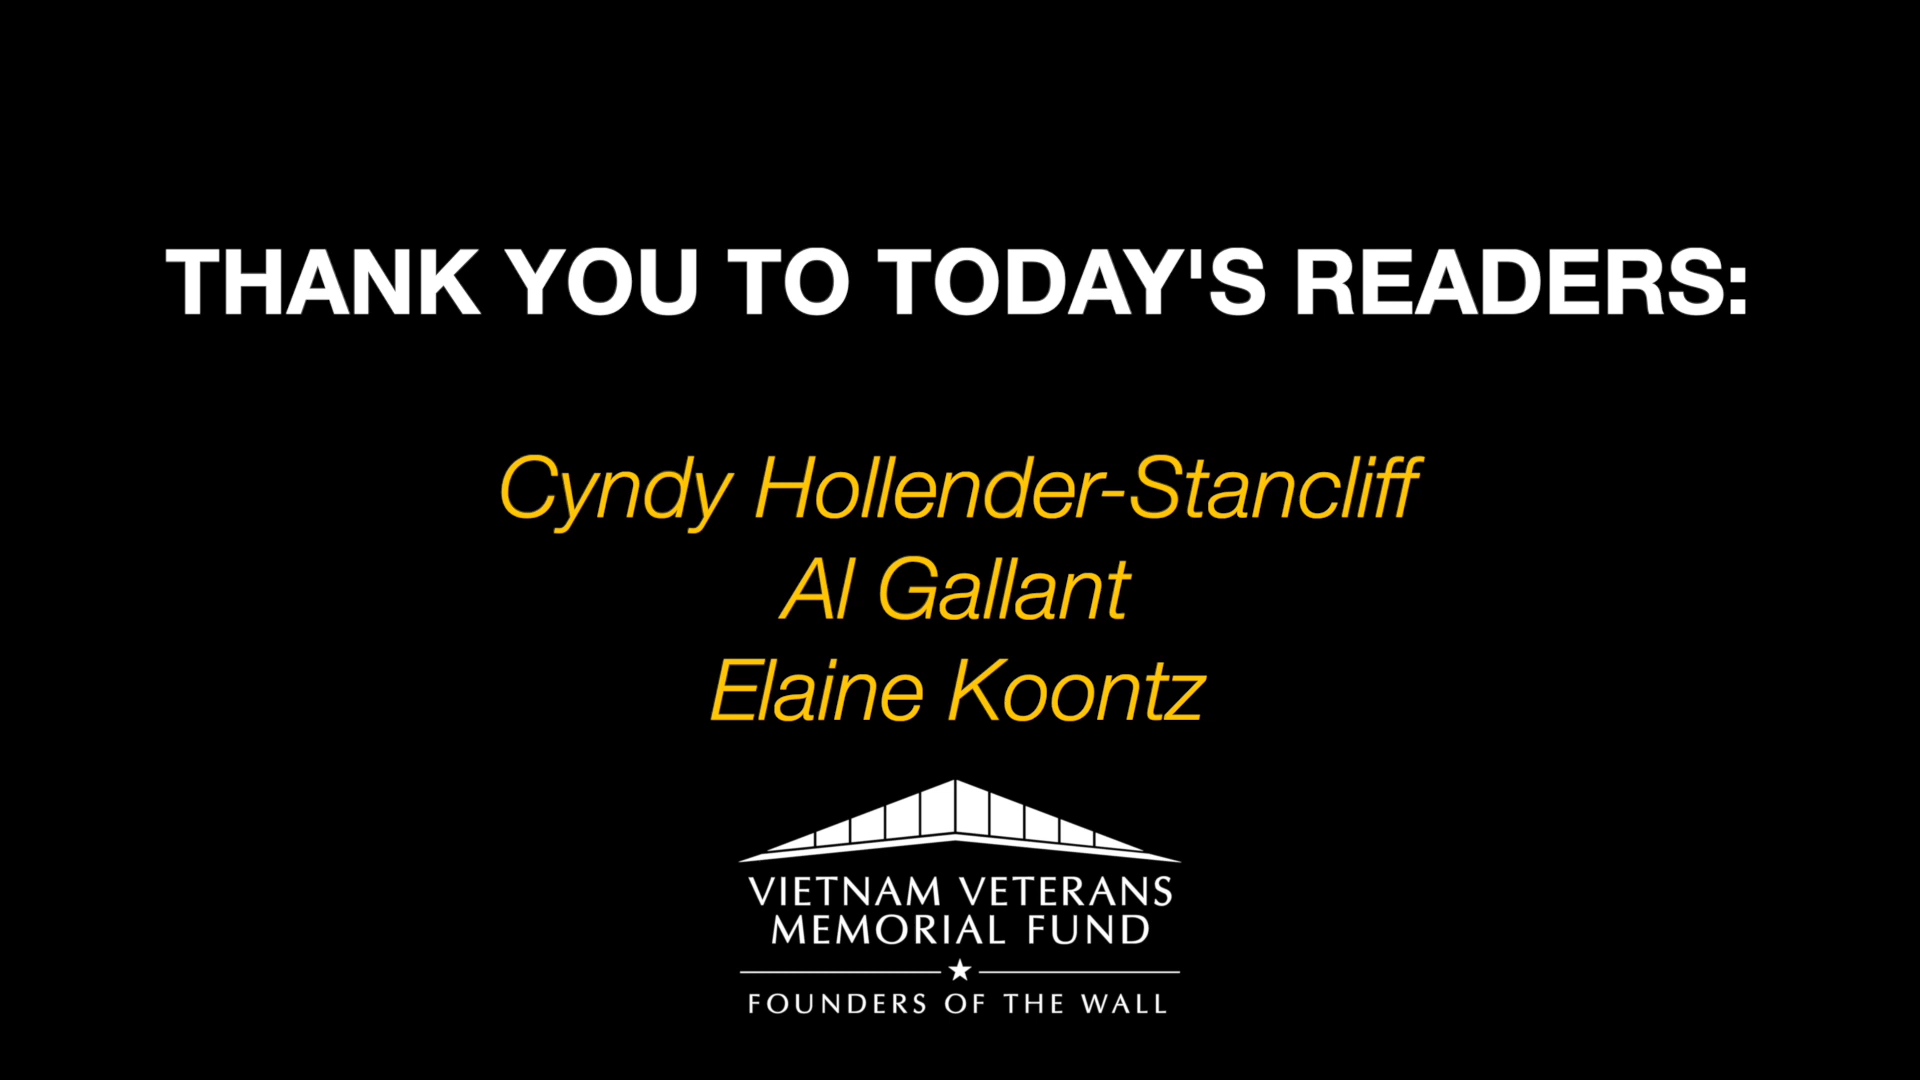 THANK YOU TO TODAY'S READERS:
Cyndy Hollender-Stancliff
Al Gallant
Elaine Koontz
VIETNAM VETERANS
MEMORIAL FUND
FOUNDERS OF THE WALL